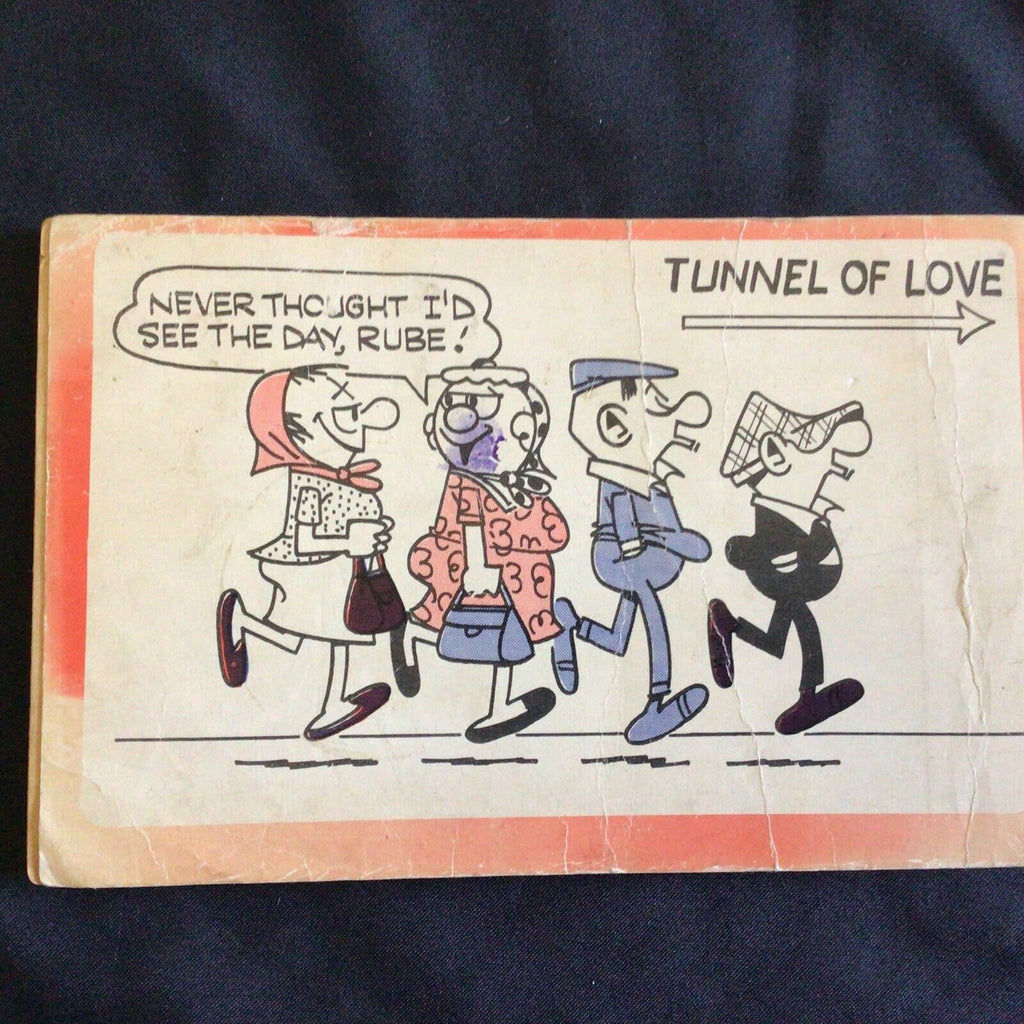 NEVER THOUGHT I'D
SEE THE DAY, RUBE!
TUNNEL OF LOVE